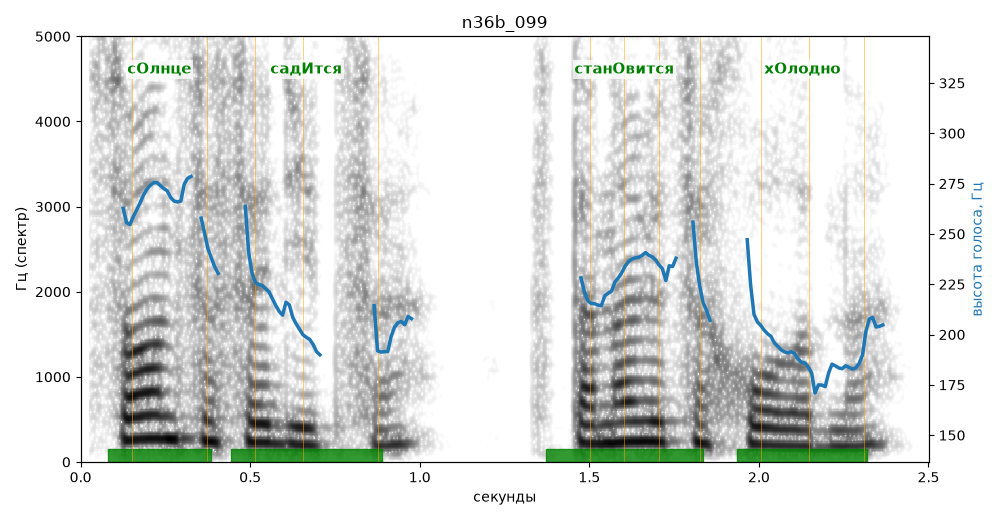 n36b_099
сОлнце садИтся станОвится хОлодно
5000
4000
3000
2000
1000
0
Гц (спектр)
325
300
275
250
225
200
175
150
высота голоса, Гц
0.0 0.5 1.0 1.5 2.0 2.5
секунды